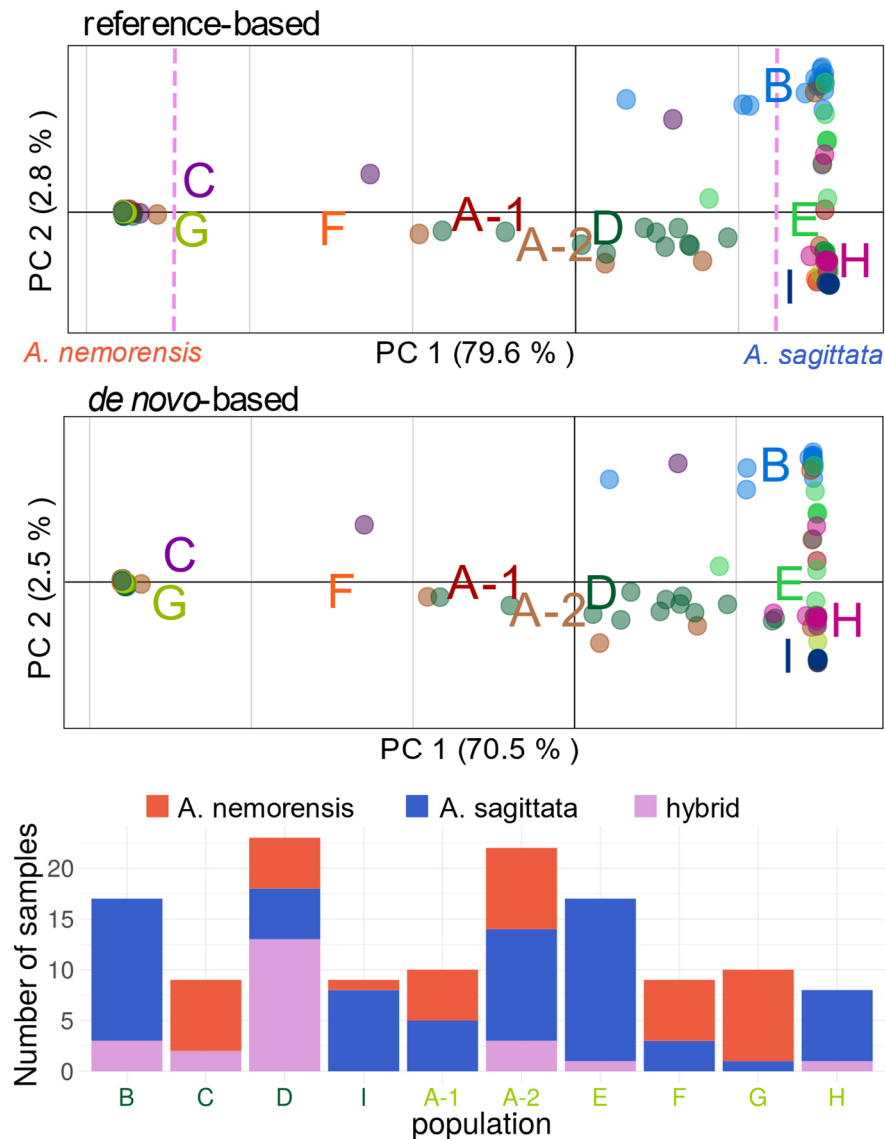 reference-based
PC 2 (2.8 %)
B
C
G
F
A-1
A-2
D
E
H
I
A. nemorensis
PC 1 (79.6 %)
A. sagittata
de novo-based
PC 2 (2.5 %)
B
C
G
F
A-1
A-2
D
E
H
I
PC 1 (70.5 %)
A. nemorensis A. sagittata hybrid
Number of samples
20
15
10
5
0
B C D I A-1 A-2 E F G H
population